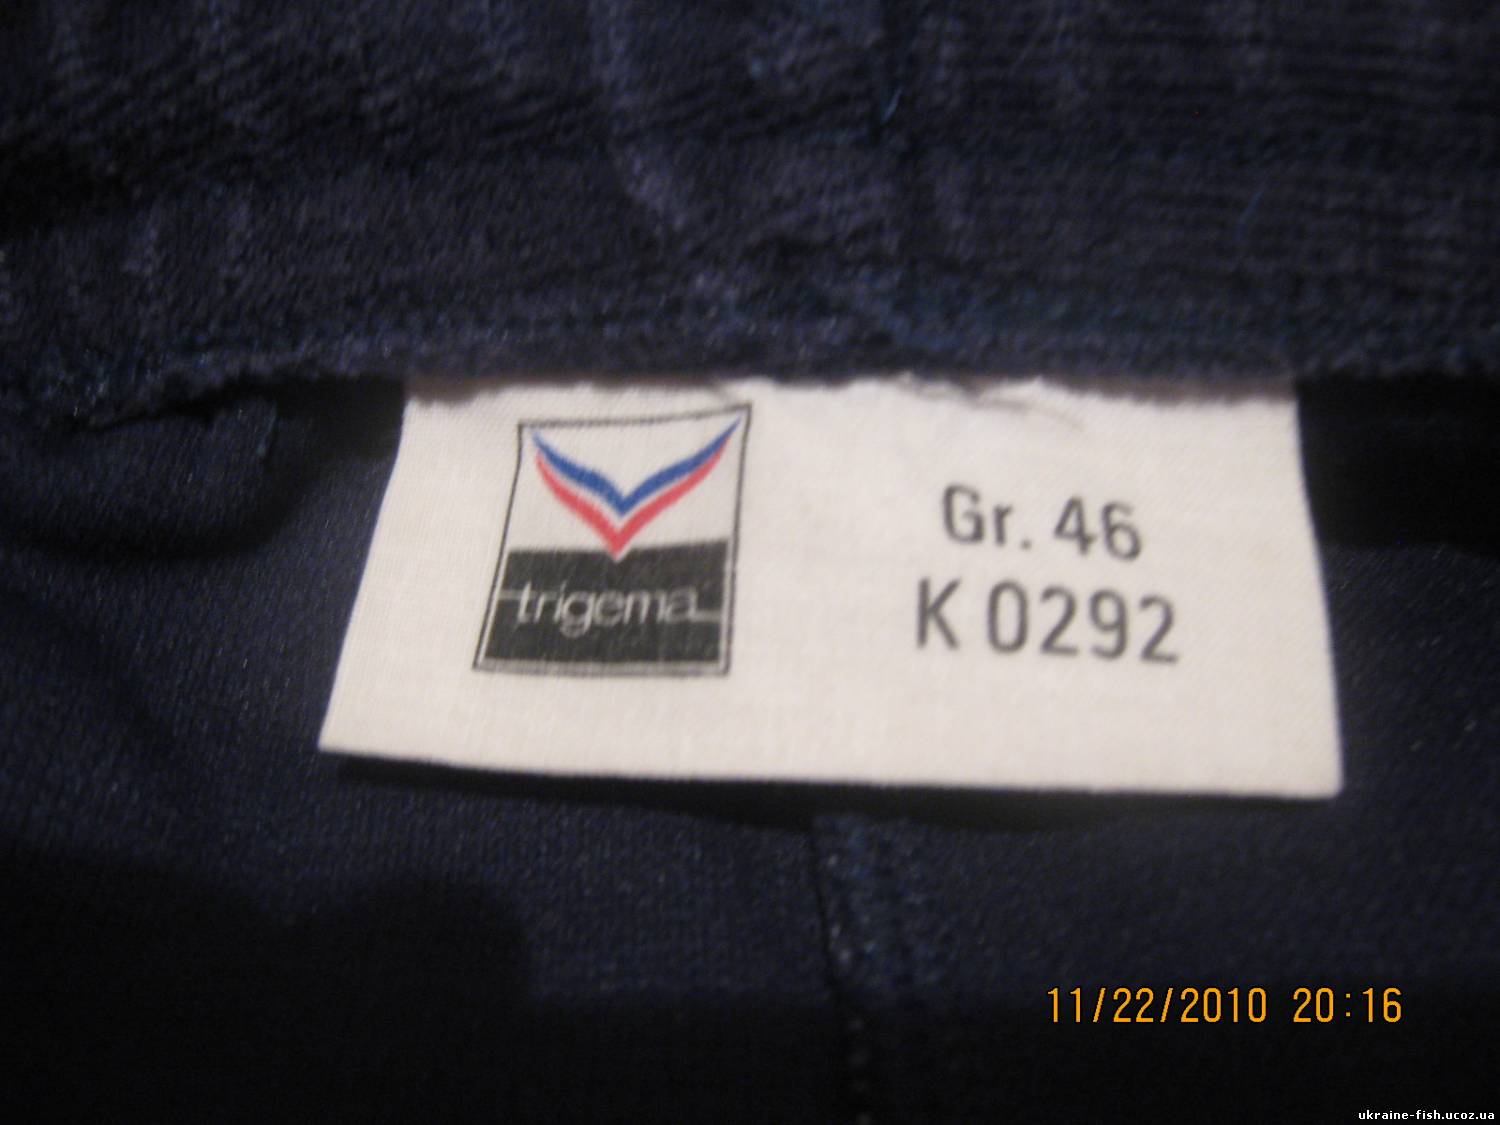 trigema
Gr. 46
K 0292
11/22/2010 20:16
ukraine-fish.ucoz.ua